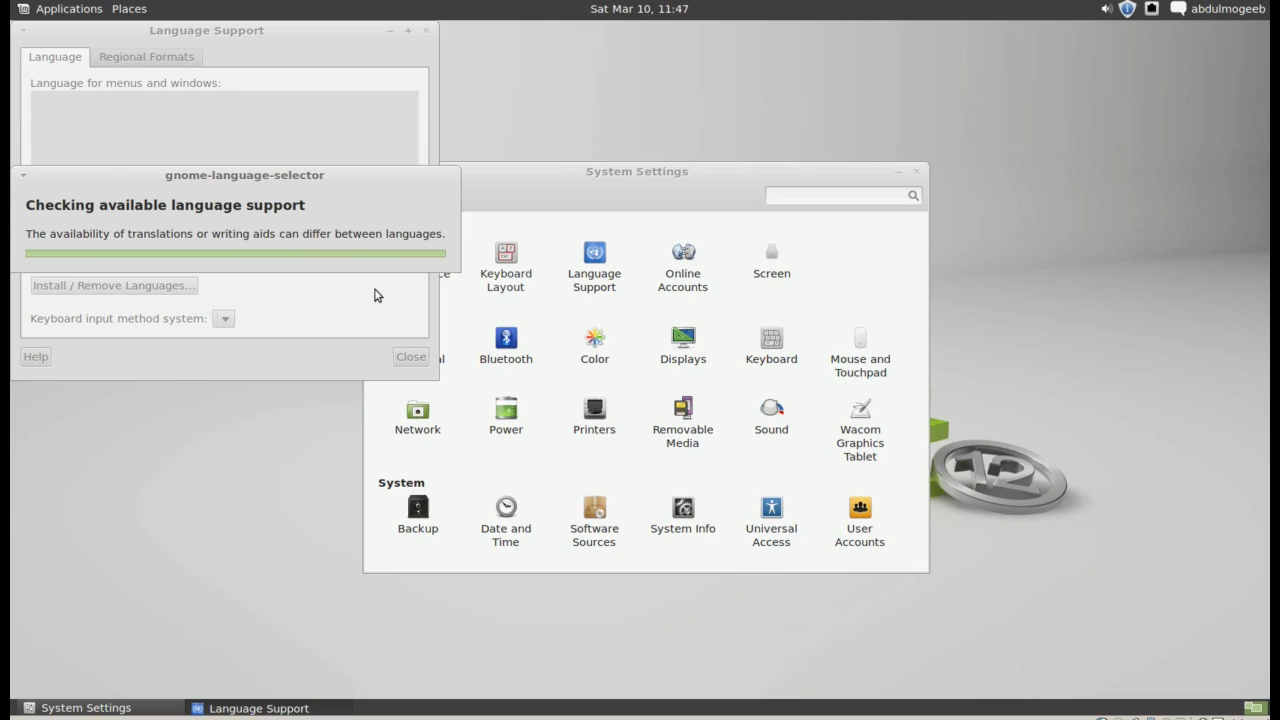 Applications Places Sat Mar 10, 11:47 abdulmogeeb
Language Support
Language Regional Formats
Language for menus and windows:
gnome-language-selector
Checking available language support
The availability of translations or writing aids can differ between languages.
Install / Remove Languages...
Keyboard input method system:
Help Close
System Settings
Keyboard Layout
Language Support
Online Accounts
Screen
Bluetooth
Color
Displays
Keyboard
Mouse and Touchpad
Network
Power
Printers
Removable Media
Sound
Wacom Graphics Tablet
System
Backup
Date and Time
Software Sources
System Info
Universal Access
User Accounts
12
System Settings Language Support